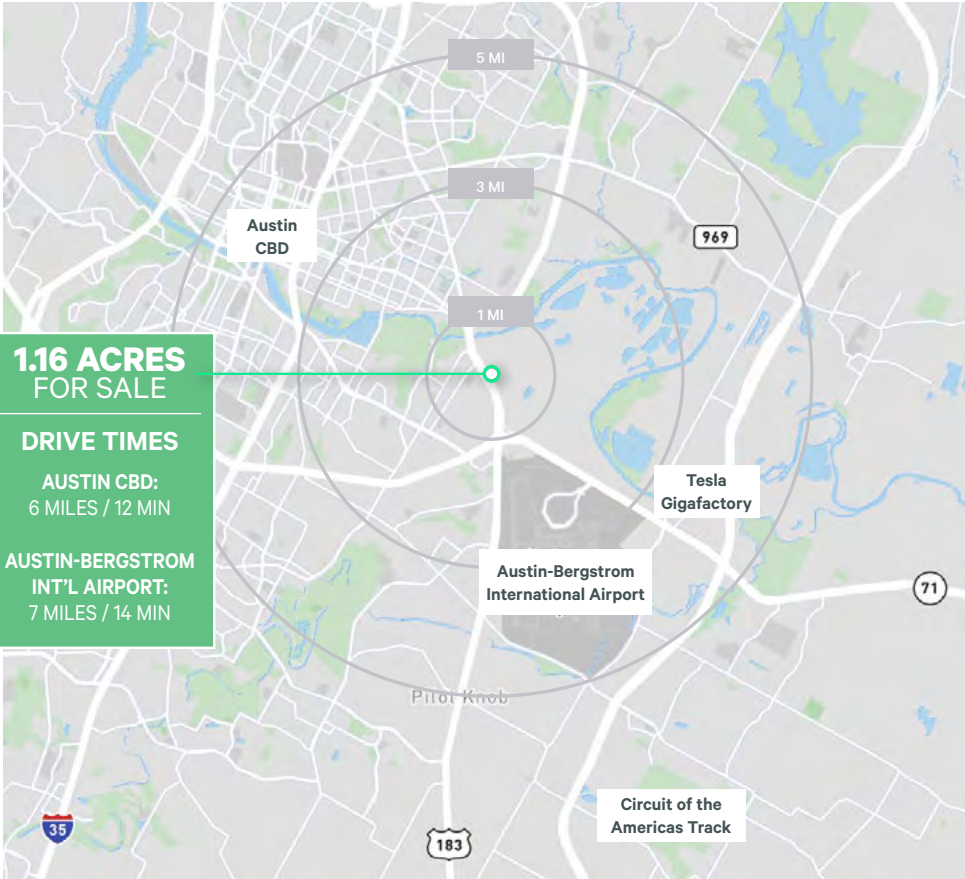 5 MI
3 MI
Austin
CBD
969
1 MI
1.16 ACRES
FOR SALE
DRIVE TIMES
AUSTIN CBD:
6 MILES / 12 MIN
AUSTIN-BERGSTROM
INT'L AIRPORT:
7 MILES / 14 MIN
Tesla
Gigafactory
Austin-Bergstrom
International Airport
71
Pilot Knob
Circuit of the
Americas Track
35
183